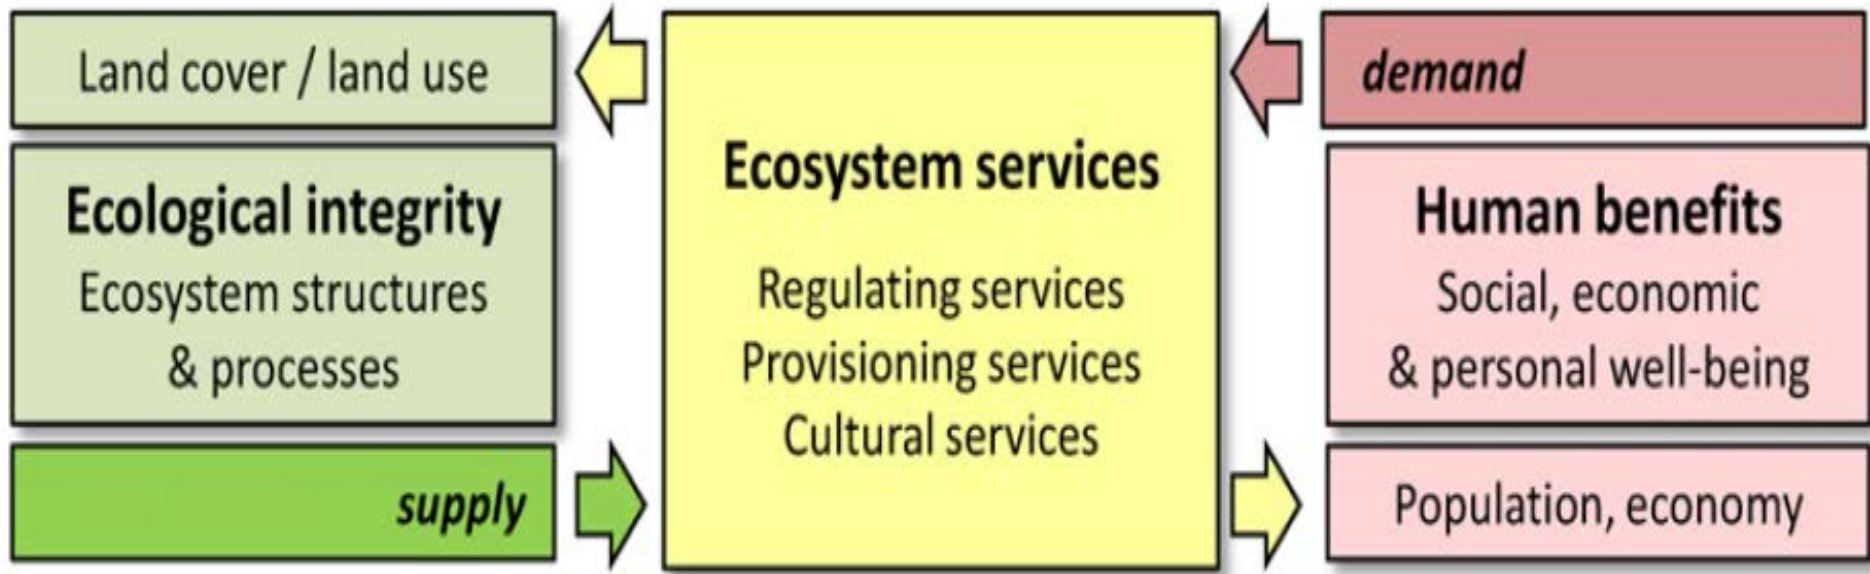 Land cover / land use
Ecological integrity
Ecosystem structures
& processes
supply
Ecosystem services
Regulating services
Provisioning services
Cultural services
demand
Human benefits
Social, economic
& personal well-being
Population, economy